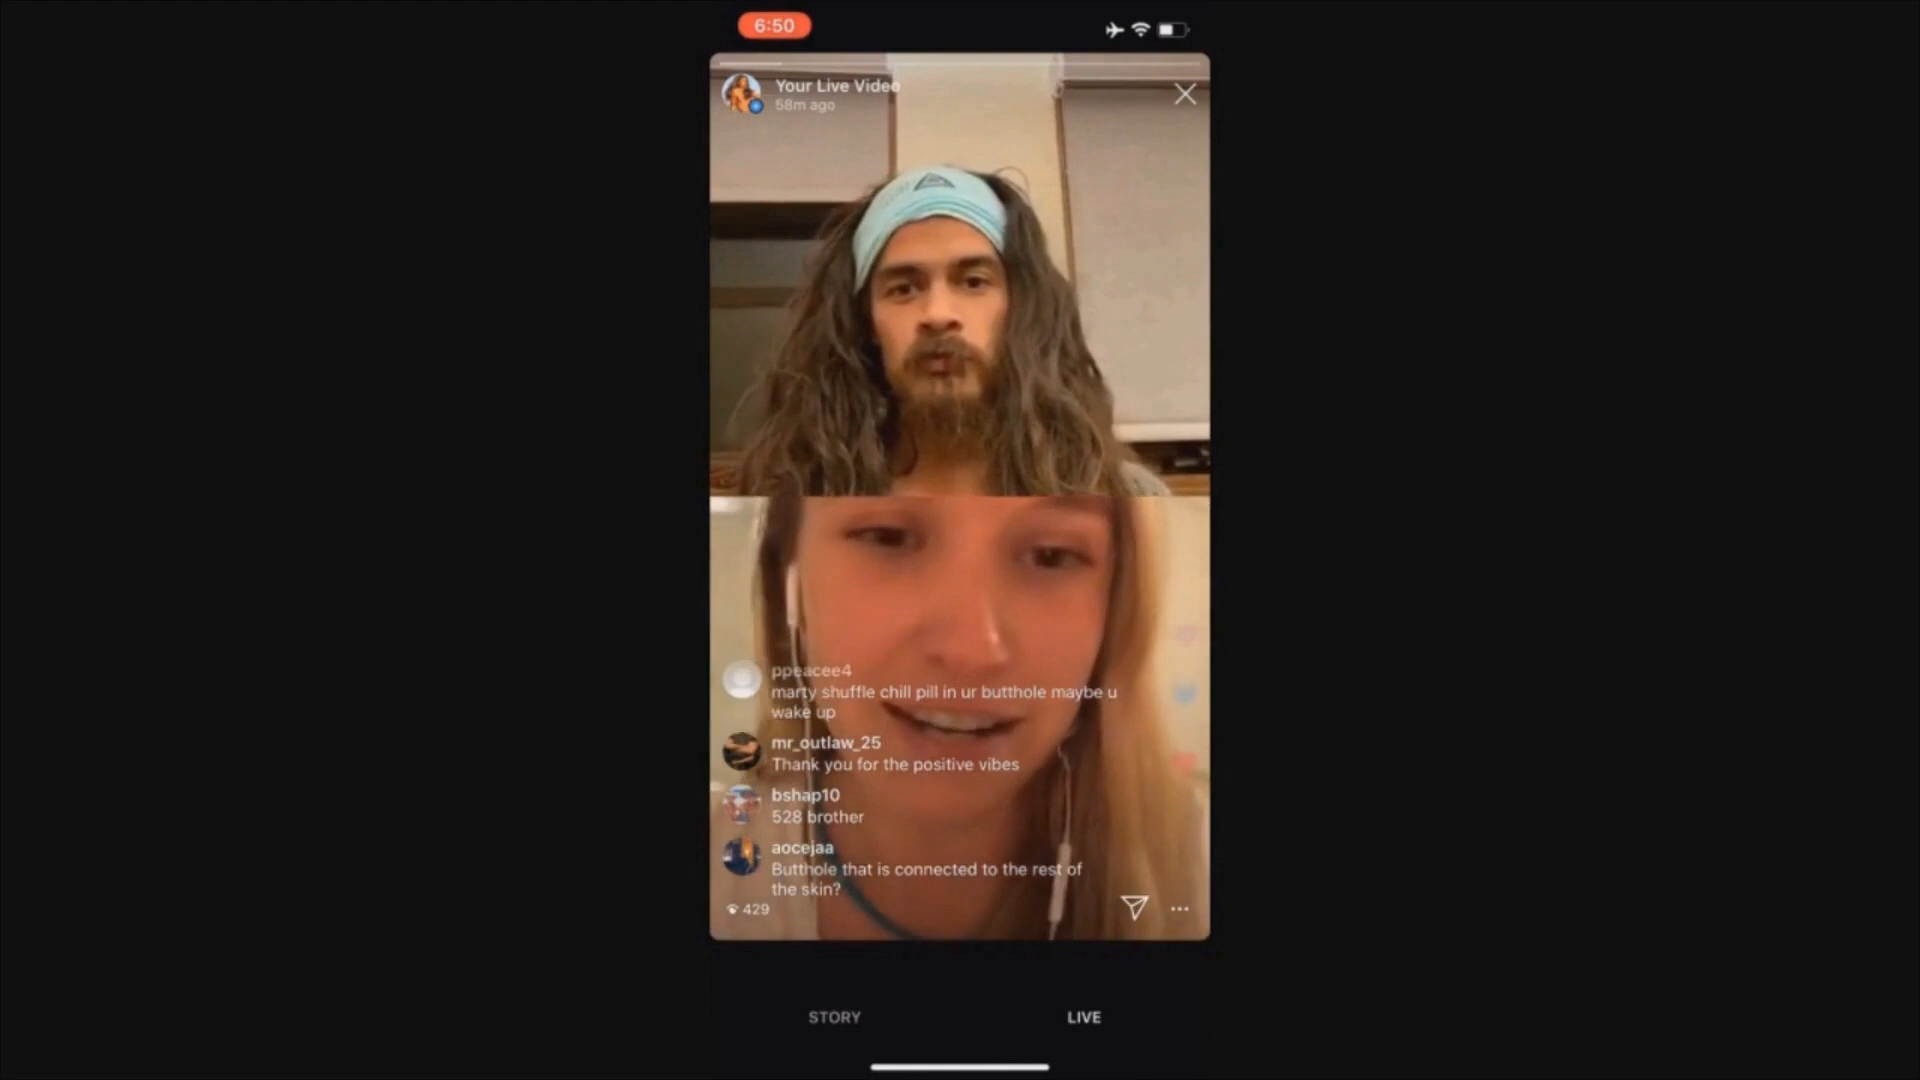 6:50
Your Live Video
58m ago
ppeacee4
marty shuffle chill pill in ur butthole maybe u
wake up
mr_outlaw_25
Thank you for the positive vibes
bshap10
528 brother
aocejaa
Butthole that is connected to the rest of
the skin?
429
STORY
LIVE